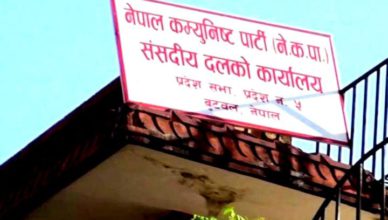 नेपाल कम्युनिष्ट पार्टी (ने.क.पा.)
संसदीय दलको कार्यालय
प्रदेश सभा, प्रदेश नं ५
बुटवल, नेपाल